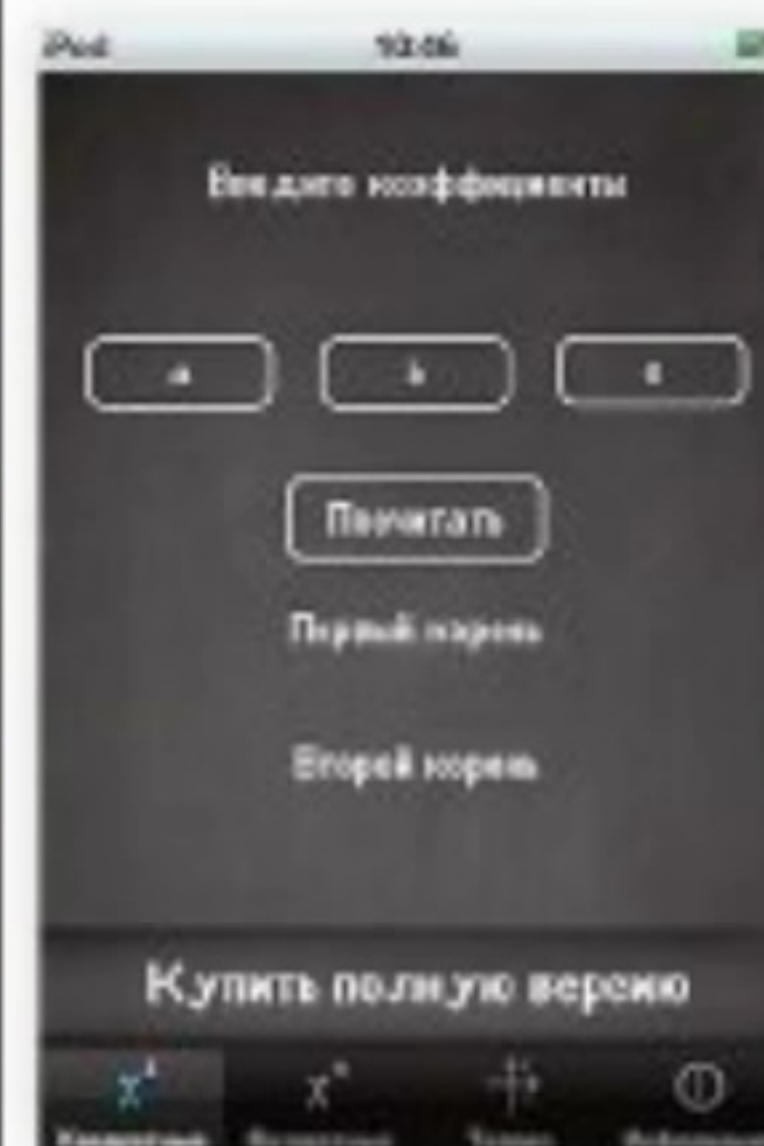 iPod
Введите коэффициенты
a b c
Посчитать
Первый корень
Второй корень
Купить полную версию